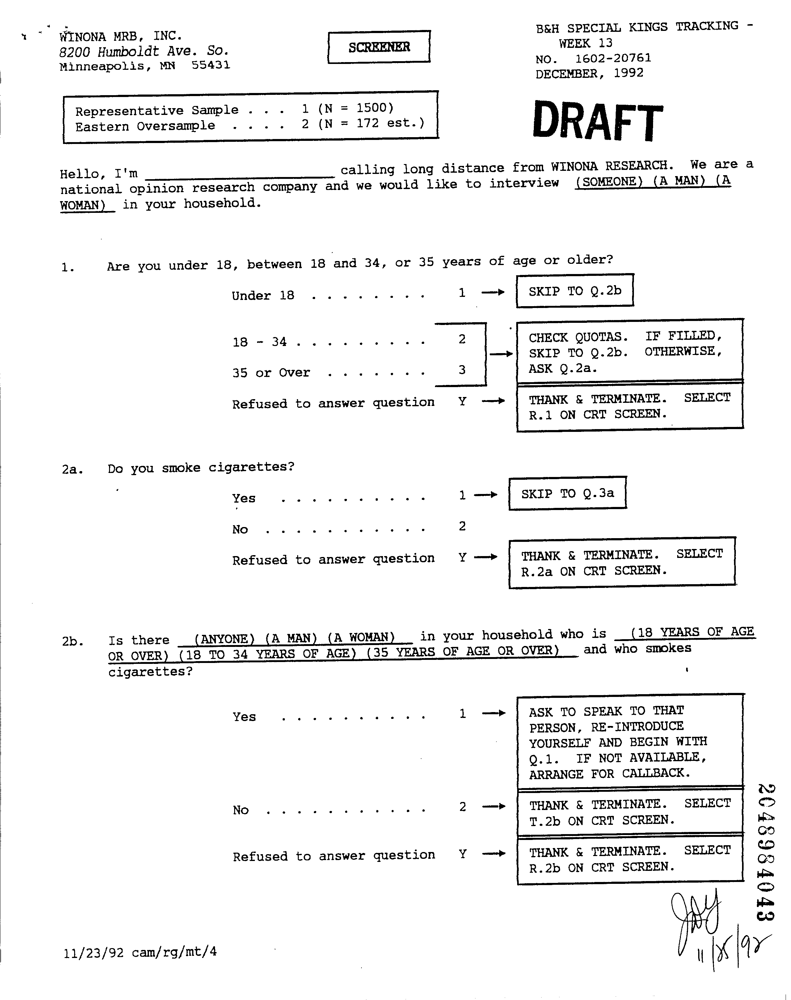 WINONA MRB, INC.
8200 Humboldt Ave. So.
Minneapolis, MN 55431
SCREENER
B&H SPECIAL KINGS TRACKING -
WEEK 13
NO. 1602-20761
DECEMBER, 1992
Representative Sample . . . 1 (N = 1500)
Eastern Oversample . . . . 2 (N = 172 est.)
DRAFT
Hello, I'm ______________________ calling long distance from WINONA RESEARCH. We are a
national opinion research company and we would like to interview (SOMEONE) (A MAN) (A
WOMAN) in your household.
1. Are you under 18, between 18 and 34, or 35 years of age or older?
Under 18 . . . . . . . . 1 → SKIP TO Q.2b
18 - 34 . . . . . . . . . 2
35 or Over . . . . . . . 3
→ CHECK QUOTAS. IF FILLED,
SKIP TO Q.2b. OTHERWISE,
ASK Q.2a.
Refused to answer question Y → THANK & TERMINATE. SELECT
R.1 ON CRT SCREEN.
2a. Do you smoke cigarettes?
Yes . . . . . . . . . . 1 → SKIP TO Q.3a
No . . . . . . . . . . . 2
Refused to answer question Y → THANK & TERMINATE. SELECT
R.2a ON CRT SCREEN.
2b. Is there (ANYONE) (A MAN) (A WOMAN) in your household who is (18 YEARS OF AGE
OR OVER) (18 TO 34 YEARS OF AGE) (35 YEARS OF AGE OR OVER) and who smokes
cigarettes?
Yes . . . . . . . . . . 1 → ASK TO SPEAK TO THAT
PERSON, RE-INTRODUCE
YOURSELF AND BEGIN WITH
Q.1. IF NOT AVAILABLE,
ARRANGE FOR CALLBACK.
No . . . . . . . . . . . 2 → THANK & TERMINATE. SELECT
T.2b ON CRT SCREEN.
Refused to answer question Y → THANK & TERMINATE. SELECT
R.2b ON CRT SCREEN.
2048984043
11/25/92
11/23/92 cam/rg/mt/4